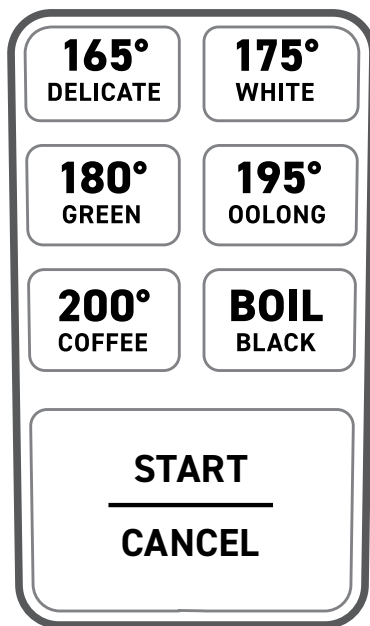 165°
DELICATE
175°
WHITE
180°
GREEN
195°
OOLONG
200°
COFFEE
BOIL
BLACK
START
CANCEL